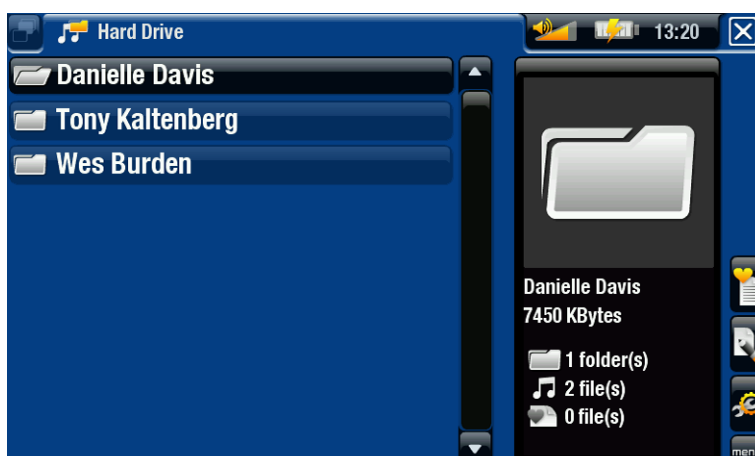 Hard Drive
13:20
Danielle Davis
Tony Kaltenberg
Wes Burden
Danielle Davis
7450 KBytes
1 folder(s)
2 file(s)
0 file(s)
menu